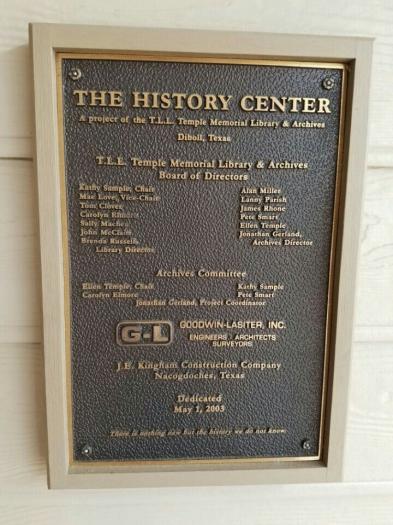 THE HISTORY CENTER
A project of the T.L.L. Temple Memorial Library & Archives
Diboll, Texas
T.L.L. Temple Memorial Library & Archives
Board of Directors
Kathy Sample, Chair
Mae Love, Vice-Chair
Tom Clover
Carolyn Elmore
Sally Machen
John McClain
Brenda Russell,
Library Director
Alan Miller
Lanny Parish
James Rhone
Pete Smart
Ellen Temple
Jonathan Gerland,
Archives Director
Archives Committee
Ellen Temple, Chair
Carolyn Elmore
Kathy Sample
Pete Smart
Jonathan Gerland, Project Coordinator
G-L GOODWIN-LASITER, INC.
ENGINEERS ARCHITECTS
SURVEYORS
J.E. Kingham Construction Company
Nacogdoches, Texas
Dedicated
May 1, 2003
There is nothing new but the history we do not know.